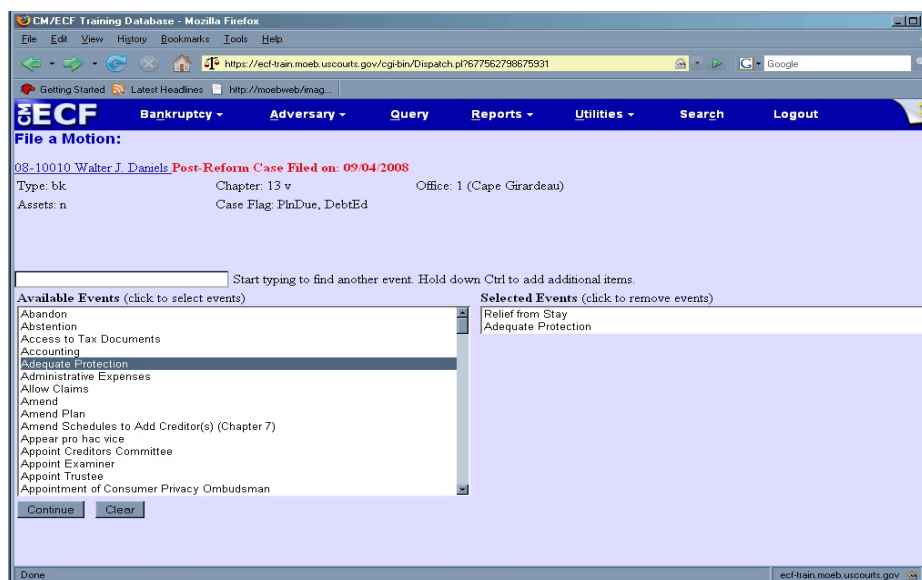 CM/ECF Training Database - Mozilla Firefox
File Edit View History Bookmarks Tools Help
https://ecf-train.moeb.uscourts.gov/cgi-bin/Dispatch.pl?677562798675931
Google
Getting Started Latest Headlines http://moebweb/imag...
CM ECF Bankruptcy Adversary Query Reports Utilities Search Logout
File a Motion:
08-10010 Walter J. Daniels Post-Reform Case Filed on: 09/04/2008
Type: bk Chapter: 13 v Office: 1 (Cape Girardeau)
Assets: n Case Flag: PlnDue, DebtEd
Start typing to find another event. Hold down Ctrl to add additional items.
Available Events (click to select events) Selected Events (click to remove events)
Abandon Relief from Stay
Abstention Adequate Protection
Access to Tax Documents
Accounting
Adequate Protection
Administrative Expenses
Allow Claims
Amend
Amend Plan
Amend Schedules to Add Creditor(s) (Chapter 7)
Appear pro hac vice
Appoint Creditors Committee
Appoint Examiner
Appoint Trustee
Appointment of Consumer Privacy Ombudsman
Continue Clear
Done ecf-train.moeb.uscourts.gov